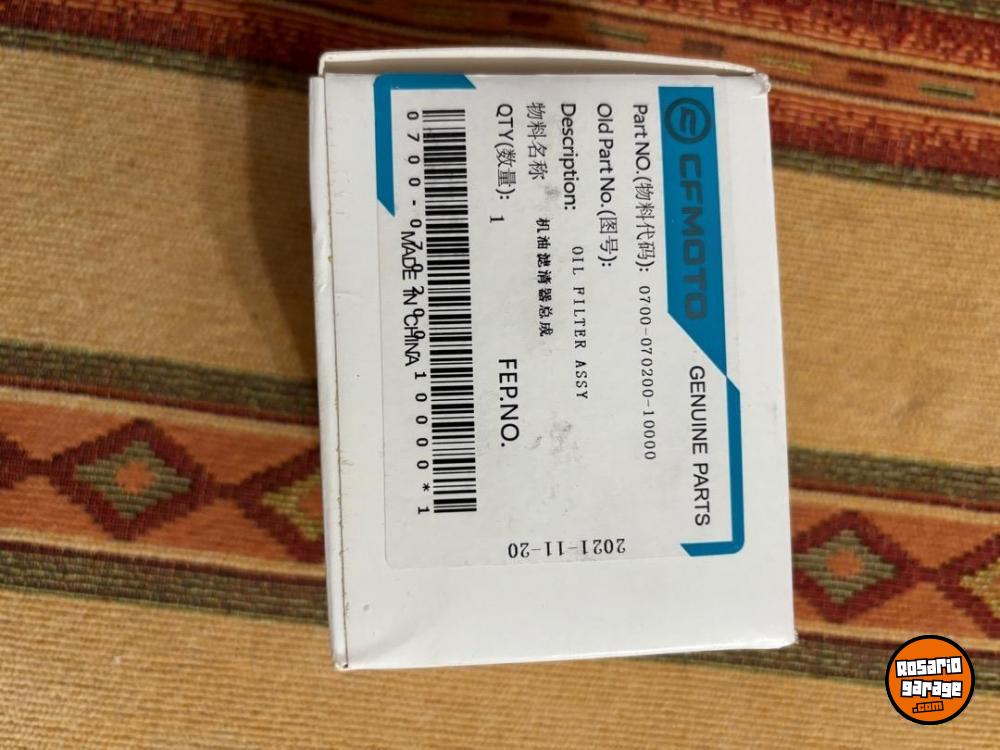 CFMOTO
GENUINE PARTS
Part NO.(物料代码): 0700-070200-10000
Old Part No.(图号):
Description: OIL FILTER ASSY
物料名称 机油滤清器总成
QTY(数量): 1
FEP.NO.
0700-070200-10000*1
MADE IN CHINA
2021-11-20
ROSARIO
garage
.com